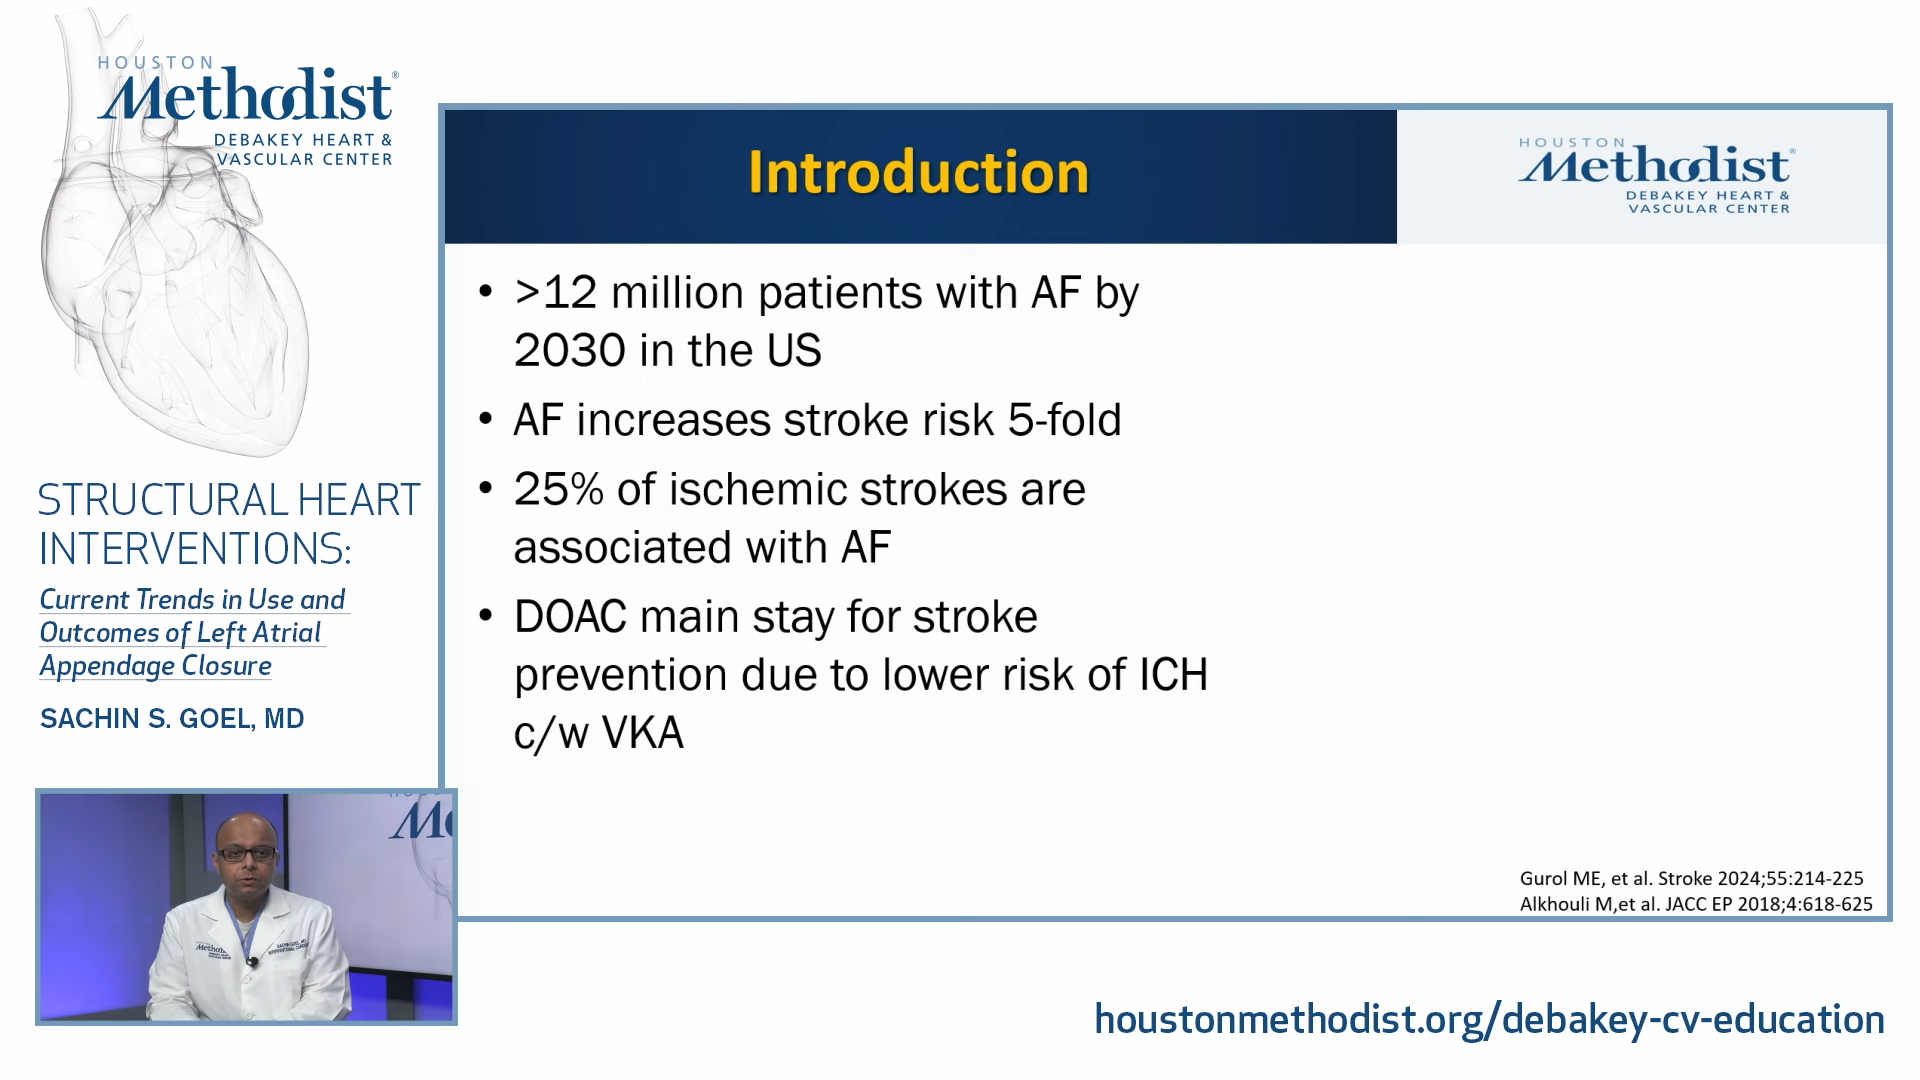 HOUSTON
Methodist®
DEBAKEY HEART &
VASCULAR CENTER
STRUCTURAL HEART
INTERVENTIONS:
Current Trends in Use and
Outcomes of Left Atrial
Appendage Closure
SACHIN S. GOEL, MD
Introduction
HOUSTON
Methodist®
DEBAKEY HEART &
VASCULAR CENTER
• >12 million patients with AF by
2030 in the US
• AF increases stroke risk 5-fold
• 25% of ischemic strokes are
associated with AF
• DOAC main stay for stroke
prevention due to lower risk of ICH
c/w VKA
Gurol ME, et al. Stroke 2024;55:214-225
Alkhouli M,et al. JACC EP 2018;4:618-625
Methodist
SACHIN GOEL, MD
houstonmethodist.org/debakey-cv-education